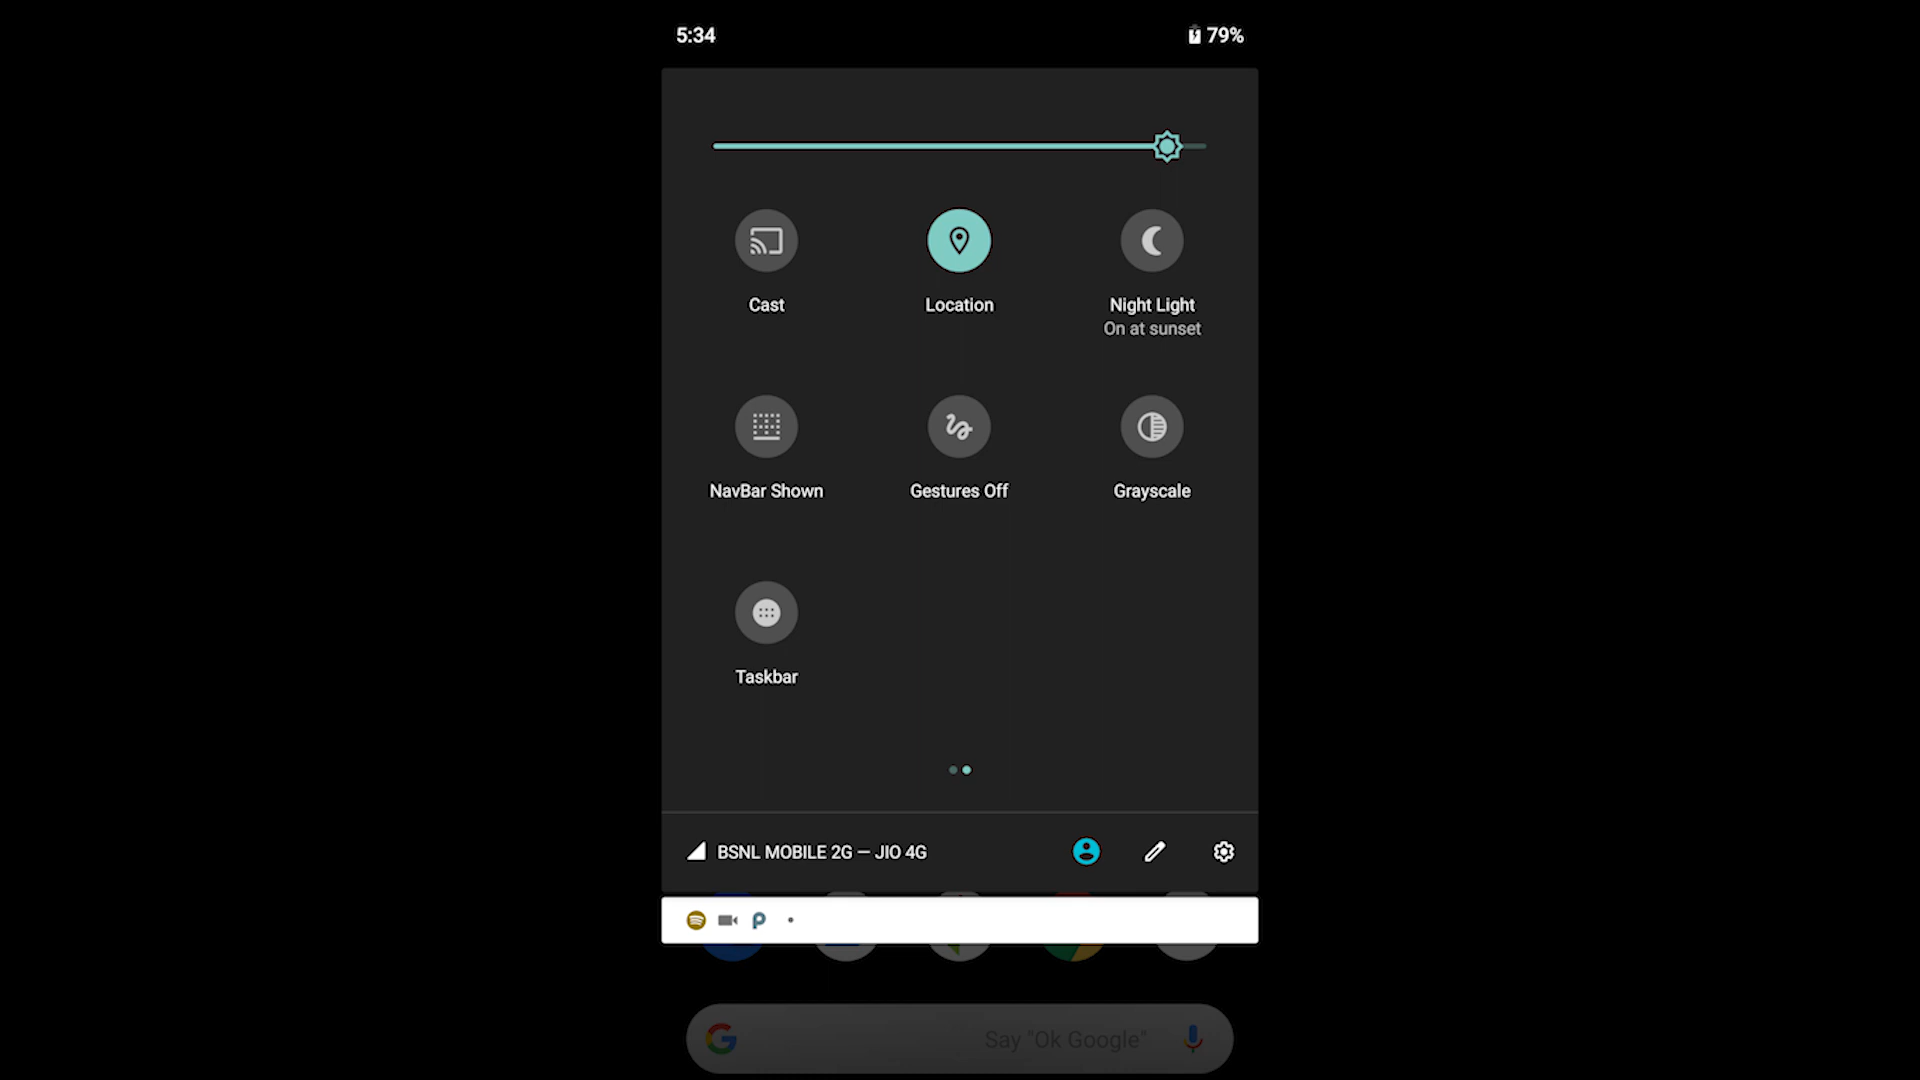 5:34
79%
Cast
Location
Night Light
On at sunset
NavBar Shown
Gestures Off
Grayscale
Taskbar
BSNL MOBILE 2G — JIO 4G
Say "Ok Google"